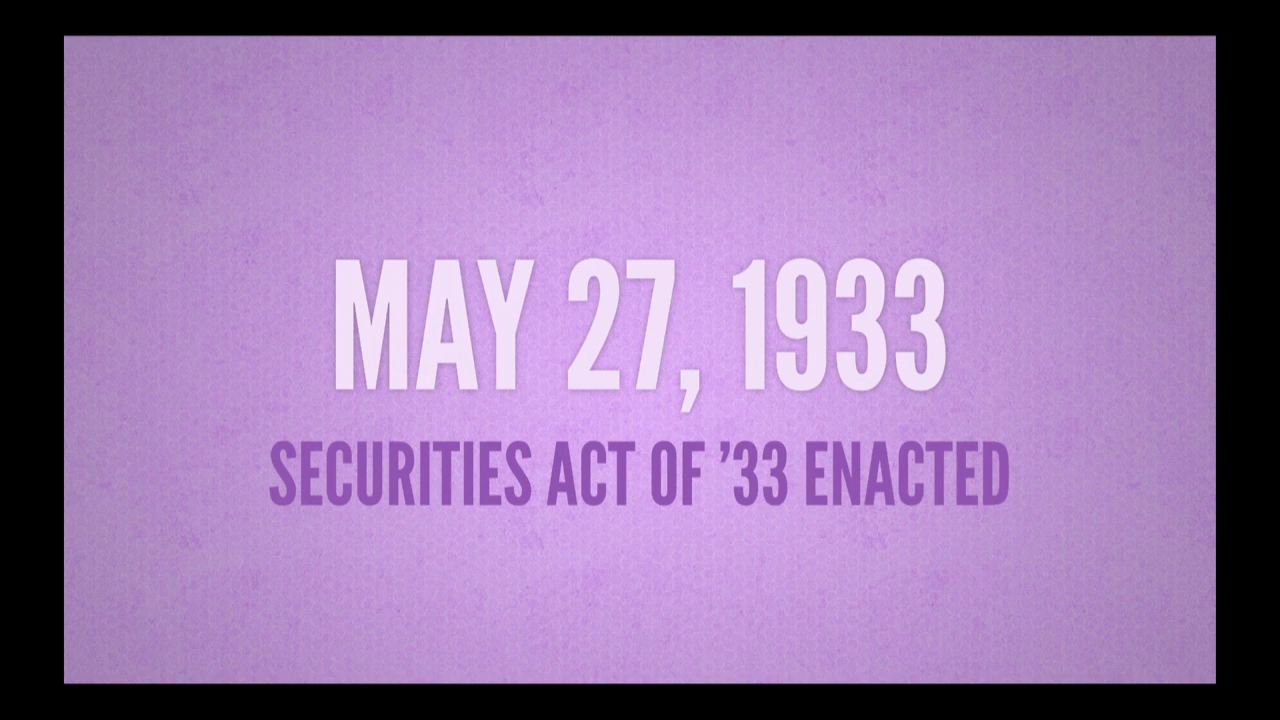 MAY 27, 1933
SECURITIES ACT OF ’33 ENACTED